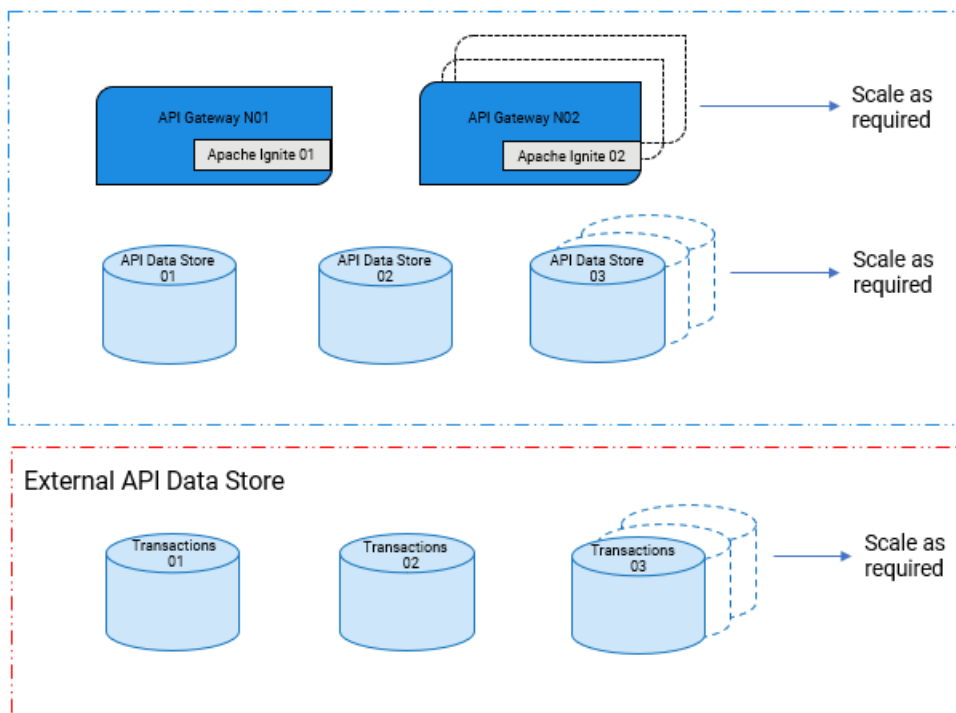 API Gateway N01
Apache Ignite 01
API Gateway N02
Apache Ignite 02
Scale as
required
API Data Store
01
API Data Store
02
API Data Store
03
Scale as
required
External API Data Store
Transactions
01
Transactions
02
Transactions
03
Scale as
required